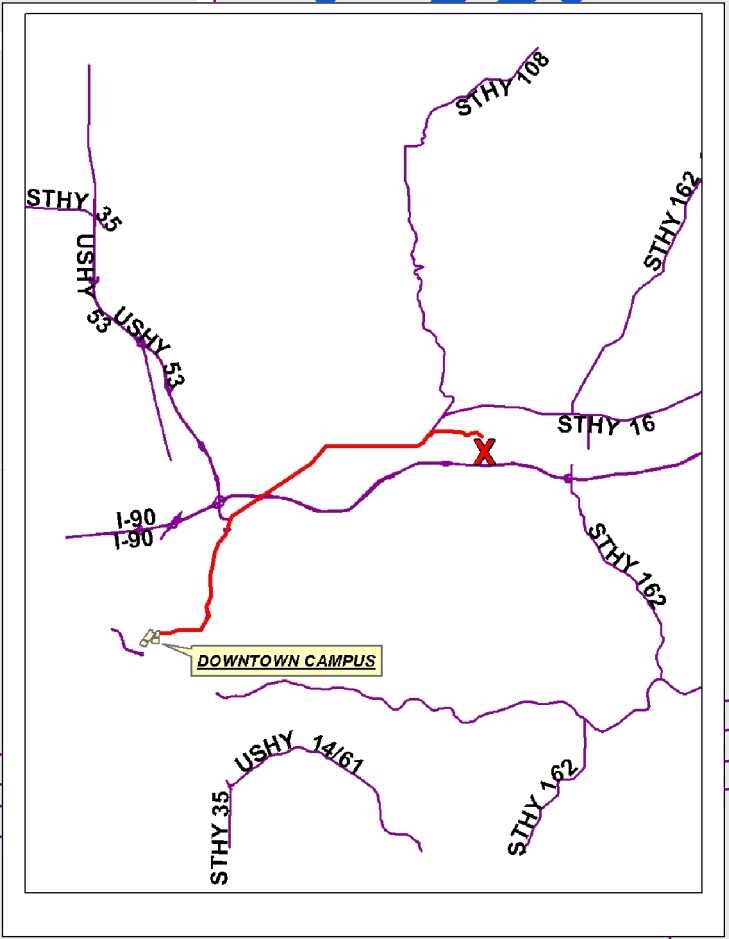 STHY 108
STHY 162
STHY 35
USHY 53
USHY 53
STHY 16
I-90
I-90
STHY 162
DOWNTOWN CAMPUS
USHY 14/61
STHY 35
STHY 162
X